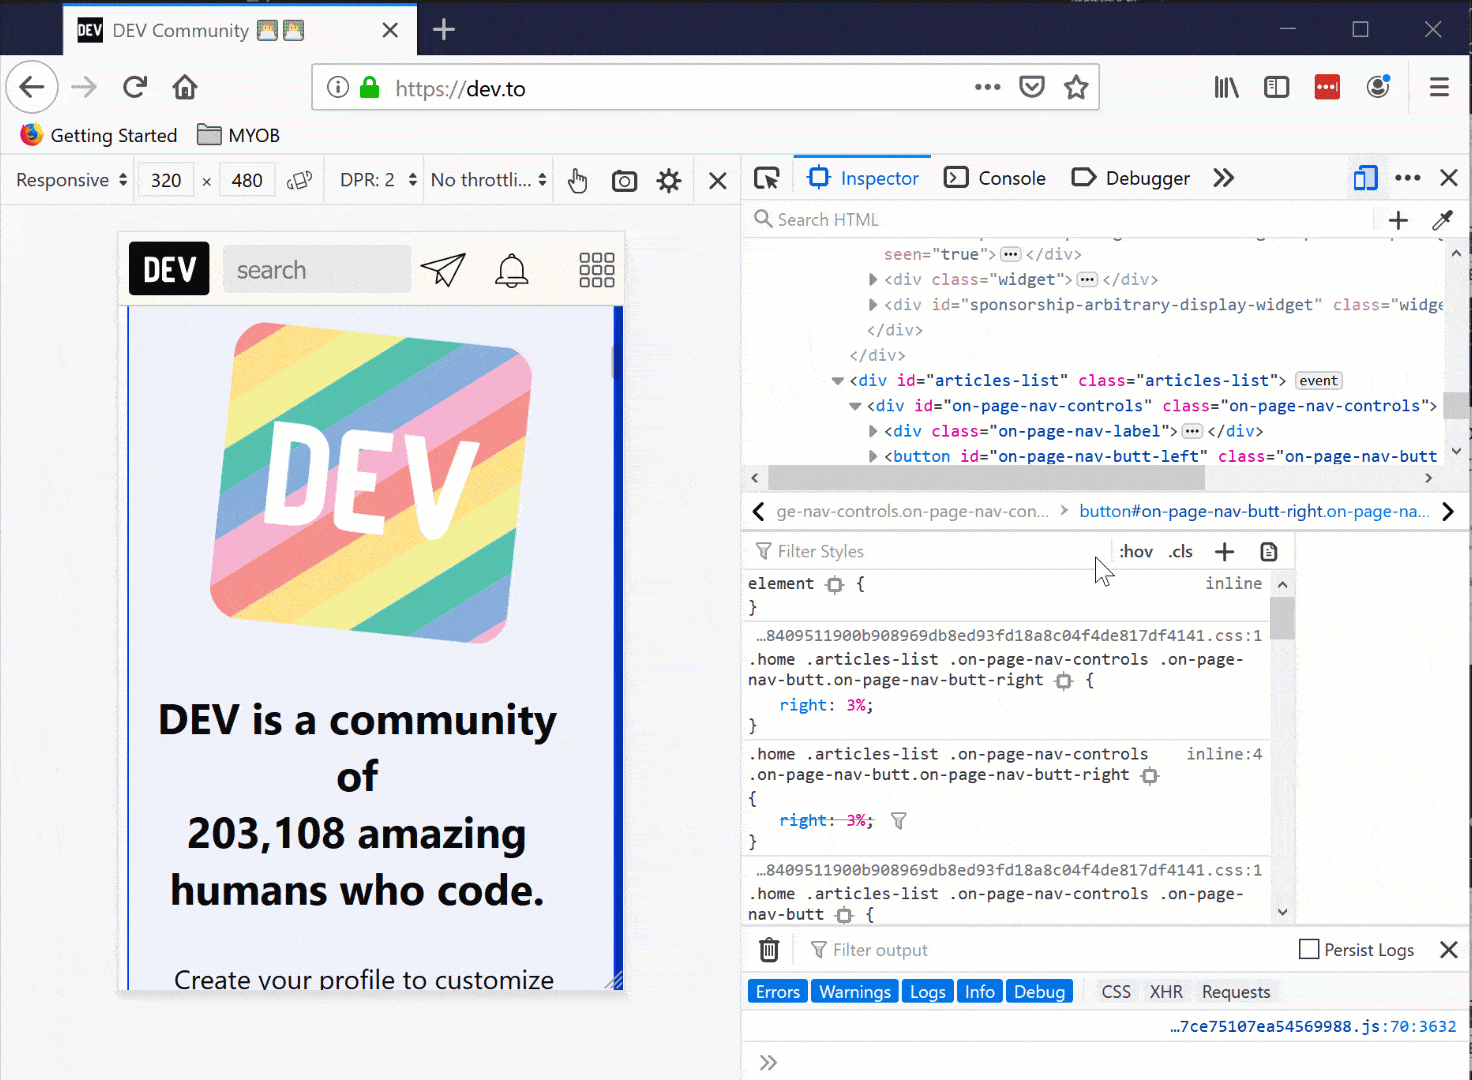 DEV DEV Community
https://dev.to
Getting Started MYOB
Responsive 320 × 480 DPR: 2 No throttli...
Inspector Console Debugger
Search HTML
DEV search
seen="true"> ••• </div>
<div class="widget"> ••• </div>
<div id="sponsorship-arbitrary-display-widget" class="widge
</div>
</div>
<div id="articles-list" class="articles-list"> event
<div id="on-page-nav-controls" class="on-page-nav-controls">
<div class="on-page-nav-label"> ••• </div>
<button id="on-page-nav-butt-left" class="on-page-nav-butt
ge-nav-controls.on-page-nav-con... > button#on-page-nav-butt-right.on-page-na...
DEV
DEV is a community
of
203,108 amazing
humans who code.
Create your profile to customize
Filter Styles :hov .cls +
element { inline
}
...8409511900b908969db8ed93fd18a8c04f4de817df4141.css:1
.home .articles-list .on-page-nav-controls .on-page-
nav-butt.on-page-nav-butt-right {
right: 3%;
}
.home .articles-list .on-page-nav-controls inline:4
.on-page-nav-butt.on-page-nav-butt-right
{
right: 3%;
}
...8409511900b908969db8ed93fd18a8c04f4de817df4141.css:1
.home .articles-list .on-page-nav-controls .on-page-
nav-butt {
Filter output Persist Logs
Errors Warnings Logs Info Debug CSS XHR Requests
...7ce75107ea54569988.js:70:3632